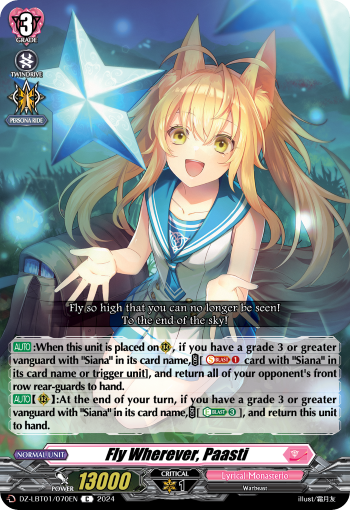 3
GRADE
TWINDRIVE
PERSONA RIDE
Fly so high that you can no longer be seen!
To the end of the sky!
AUTO:When this unit is placed on Ⓡ, if you have a grade 3 or greater
vanguard with "Siana" in its card name, [SOUL BLAST 1 card with "Siana" in
its card name or trigger unit], and return all of your opponent's front
row rear-guards to hand.
AUTO【Ⓡ】:At the end of your turn, if you have a grade 3 or greater
vanguard with "Siana" in its card name, [COUNTER BLAST 3], and return this unit
to hand.
NORMAL UNIT
Fly Wherever, Paasti
Lyrical Monasterio
Warbeast
POWER 13000
CRITICAL
1
D DZ-LBT01/070EN C 2024
illust/霜月友